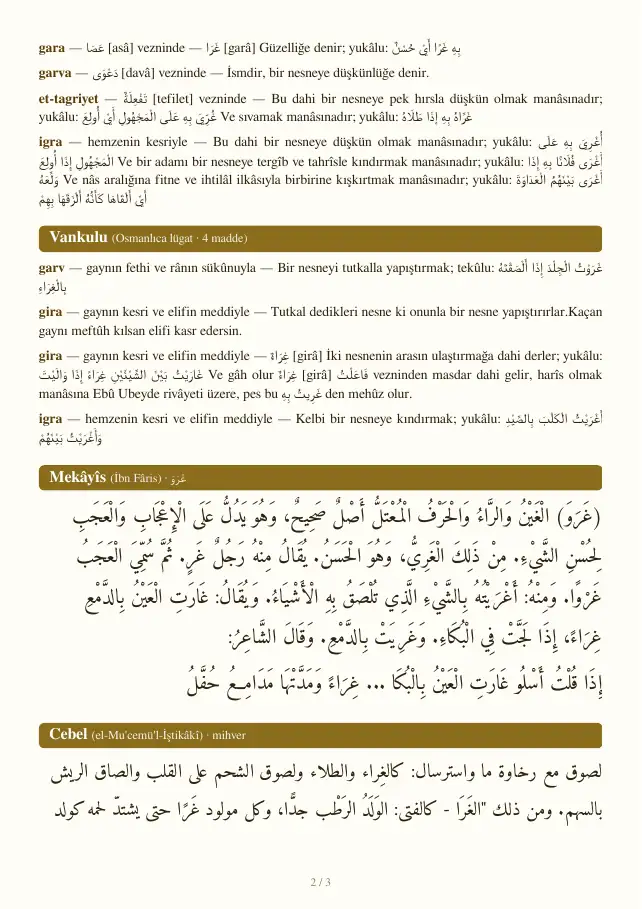 gara — عَصَا [asâ] vezninde — غَرَا [garâ] Güzelliğe denir; yukâlu: بِهِ غَرًا أَيْ حُسْنٌ
garva — دَعْوَى [davâ] vezninde — İsmdir, bir nesneye düşkünlüğe denir.
et-tagriyet — تَفْعِلَةٌ [tefilet] vezninde — Bu dahi bir nesneye pek hırsla düşkün olmak manâsınadır;
yukâlu: غُرِّيَ بِهِ عَلَى الْمَجْهُولِ أَيْ أُولِعَ Ve sıvamak manâsınadır; yukâlu: غَرَّاهُ بِهِ إِذَا طَلَاهُ
igra — hemzenin kesriyle — Bu dahi bir nesneye düşkün olmak manâsınadır; yukâlu: أُغْرِيَ بِهِ عَلَى
الْمَجْهُولِ إِذَا أُولِعَ Ve bir adamı bir nesneye tergîb ve tahrîsle kındırmak manâsınadır; yukâlu: أَغْرَى فُلَانًا بِهِ إِذَا
وَلَّعَهُ Ve nâs aralığına fitne ve ihtilâl ilkâsıyla birbirine kışkırtmak manâsınadır; yukâlu: أَغْرَى بَيْنَهُمُ الْعَدَاوَةَ
أَيْ أَلْقَاهَا كَأَنَّهُ أَلْزَقَهَا بِهِمْ
Vankulu (Osmanlıca lügat · 4 madde)
garv — gaynın fethi ve rânın sükûnuyla — Bir nesneyi tutkalla yapıştırmak; tekûlu: غَرَوْتُ الْجِلْدَ إِذَا أَلْصَقْتَهُ
بِالْغِرَاءِ
gira — gaynın kesri ve elifin meddiyle — Tutkal dedikleri nesne ki onunla bir nesne yapıştırırlar.Kaçan
gaynı meftûh kılsan elifi kasr edersin.
gira — gaynın kesri ve elifin meddiyle — غِرَاءٌ [girâ] İki nesnenin arasın ulaştırmağa dahi derler; yukâlu:
غَارَيْتُ بَيْنَ الشَّيْئَيْنِ غِرَاءً إِذَا وَالَيْتَ Ve gâh olur غِرَاءٌ [girâ] فَاعَلْتُ vezninden masdar dahi gelir, harîs olmak
manâsına Ebû Ubeyde rivâyeti üzere, pes bu غَرِيتُ بِهِ den mehûz olur.
igra — hemzenin kesri ve elifin meddiyle — Kelbi bir nesneye kındırmak; yukâlu: أَغْرَيْتُ الْكَلْبَ بِالصَّيْدِ
وَأَغْرَيْتُ بَيْنَهُمْ
Mekâyîs (İbn Fâris) · غَرَوَ
(غَرَوَ) الْغَيْنُ وَالرَّاءُ وَالْحَرْفُ الْمُعْتَلُّ أَصْلٌ صَحِيحٌ، وَهُوَ يَدُلُّ عَلَى الْإِعْجَابِ وَالْعَجَبِ
لِحُسْنِ الشَّيْءِ. مِنْ ذَلِكَ الْغَرِيُّ، وَهُوَ الْحَسَنُ. يُقَالُ مِنْهُ رَجُلٌ غَرٍ. ثُمَّ سُمِّيَ الْعَجَبُ
غَرْوًا. وَمِنْهُ: أَغْرَيْتُهُ بِالشَّيْءِ الَّذِي تُلْصَقُ بِهِ الْأَشْيَاءُ. وَيُقَالُ: غَارَتِ الْعَيْنُ بِالدَّمْعِ
غِرَاءً، إِذَا لَجَّتْ فِي الْبُكَاءِ. وَغَرِيَتْ بِالدَّمْعِ. وَقَالَ الشَّاعِرُ:
إِذَا قُلْتُ أَسْلُو غَارَتِ الْعَيْنُ بِالْبُكَا ... غِرَاءً وَمَدَّتْهَا مَدَامِعُ حُفَّلُ
Cebel (el-Mu'cemü'l-İştikâkî) · mihver
لصوق مع رخاوة ما واسترسال: كالغِراء والطلاء ولصوق الشحم على القلب والصاق الريش
بالسهم. ومن ذلك "الغَرَا - كالفتى: الوَلَدُ الرَطْب جدًّا، وكل مولود غَرًا حتى يشتدّ لحمه كولد
2 / 3